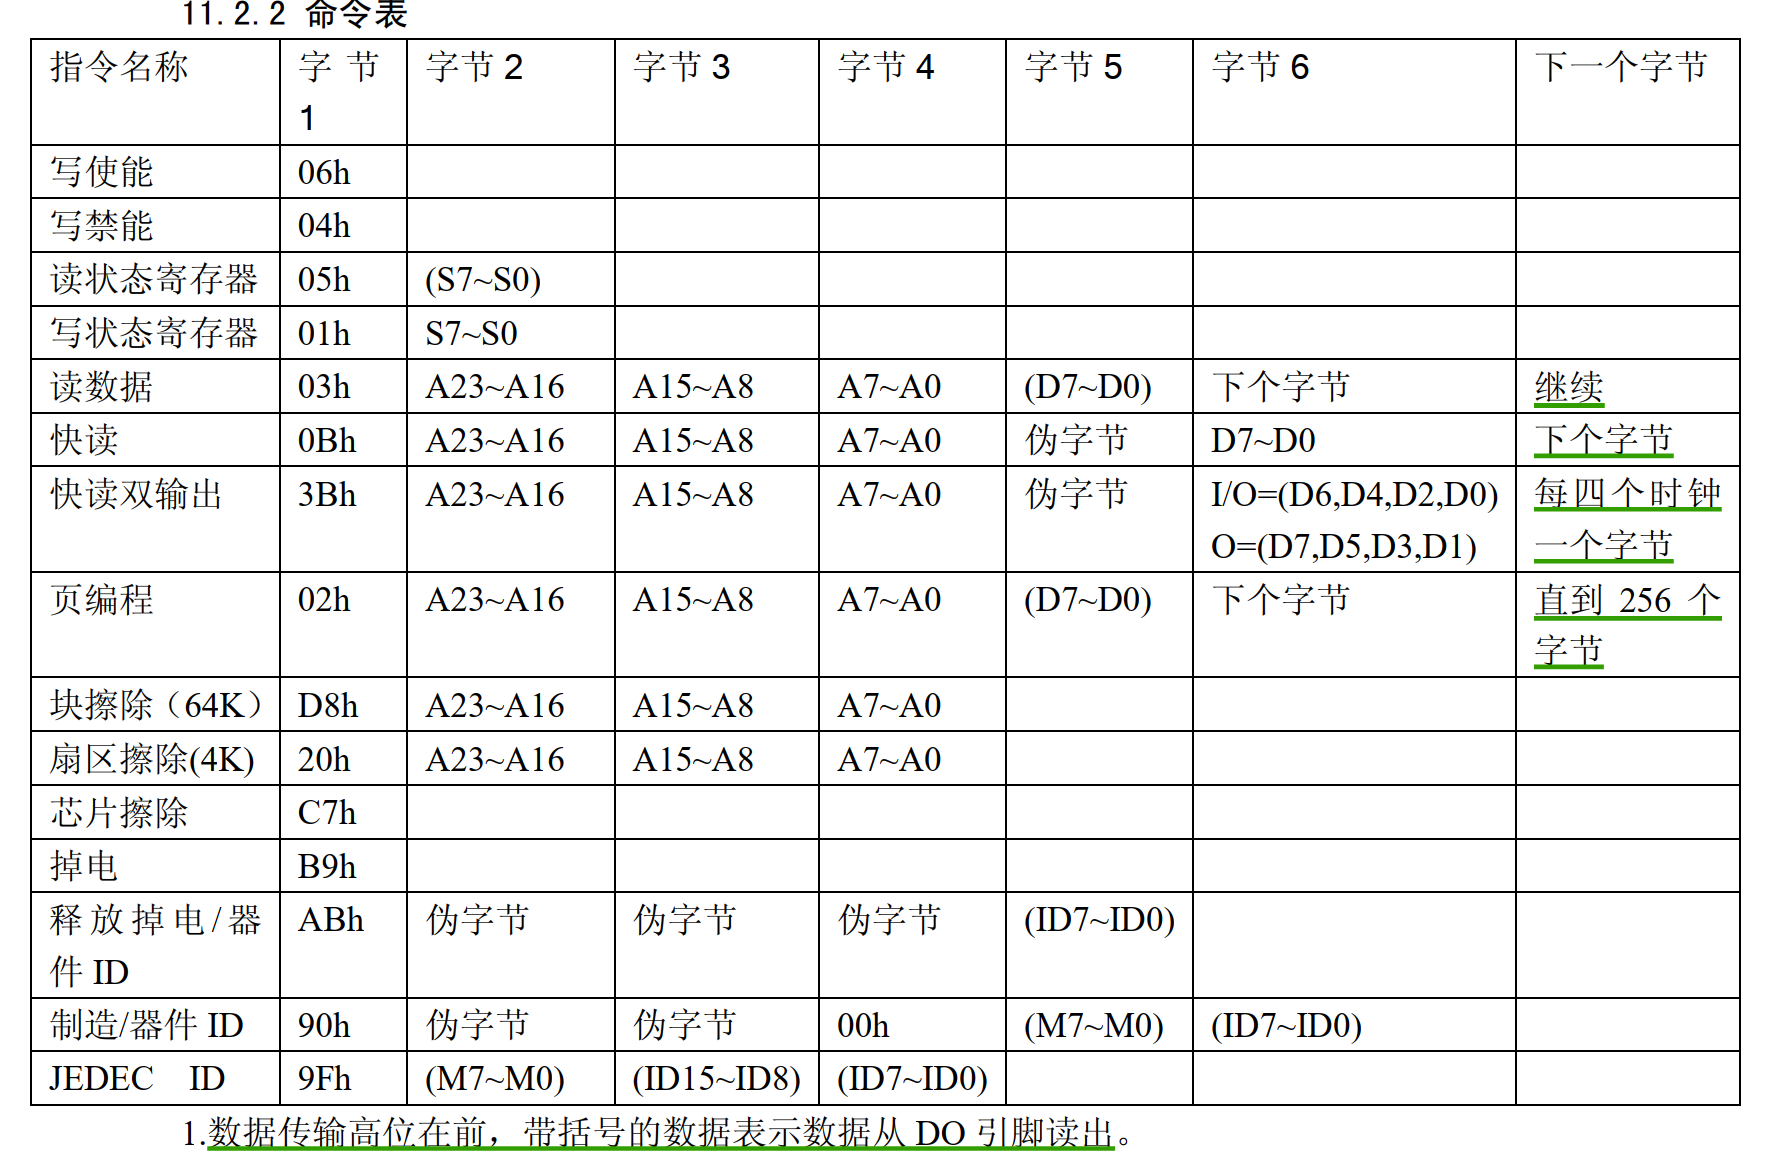 11.2.2 命令表
指令名称 字 节 字节2 字节3 字节4 字节5 字节6 下一个字节
1
写使能 06h
写禁能 04h
读状态寄存器 05h (S7~S0)
写状态寄存器 01h S7~S0
读数据 03h A23~A16 A15~A8 A7~A0 (D7~D0) 下个字节 继续
快读 0Bh A23~A16 A15~A8 A7~A0 伪字节 D7~D0 下个字节
快读双输出 3Bh A23~A16 A15~A8 A7~A0 伪字节 I/O=(D6,D4,D2,D0) 每四个时钟
O=(D7,D5,D3,D1) 一个字节
页编程 02h A23~A16 A15~A8 A7~A0 (D7~D0) 下个字节 直到 256 个
字节
块擦除（64K） D8h A23~A16 A15~A8 A7~A0
扇区擦除(4K) 20h A23~A16 A15~A8 A7~A0
芯片擦除 C7h
掉电 B9h
释放掉电/器 ABh 伪字节 伪字节 伪字节 (ID7~ID0)
件 ID
制造/器件 ID 90h 伪字节 伪字节 00h (M7~M0) (ID7~ID0)
JEDEC ID 9Fh (M7~M0) (ID15~ID8) (ID7~ID0)
1.数据传输高位在前，带括号的数据表示数据从 DO 引脚读出。